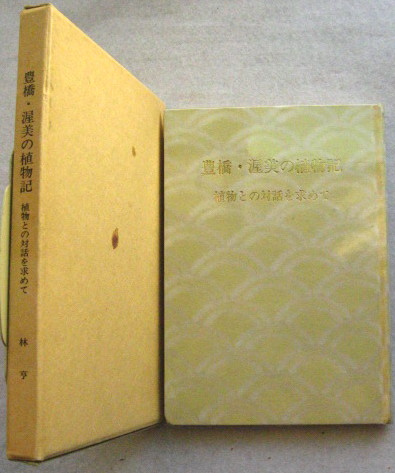 豊橋・渥美の植物記
植物との対話を求めて
林 亨
豊橋・渥美の植物記
植物との対話を求めて